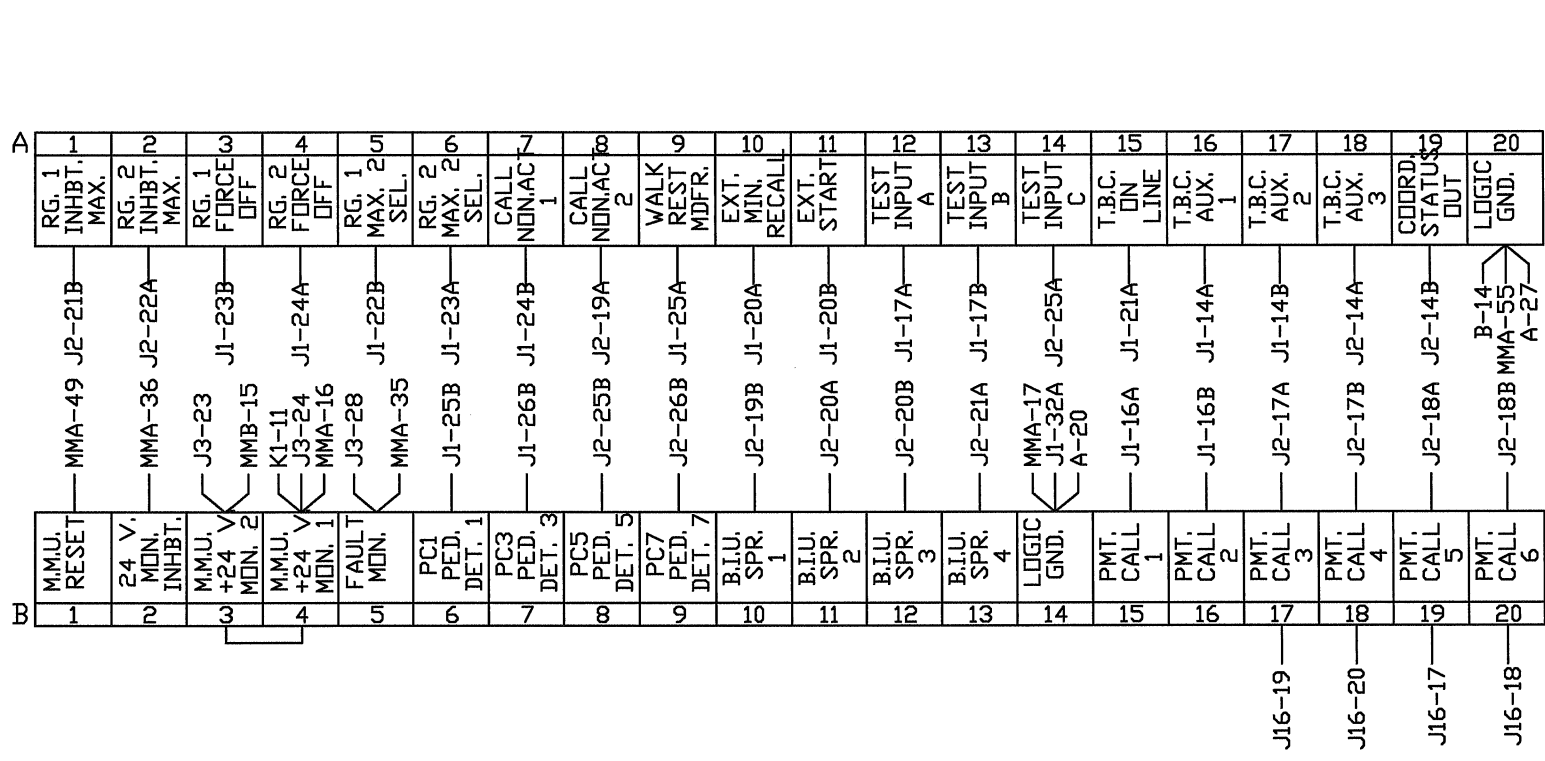 A 1 2 3 4 5 6 7 8 9 10 11 12 13 14 15 16 17 18 19 20
RG. 1
INHBT.
MAX.
RG. 2
INHBT.
MAX.
RG. 1
FORCE
OFF
RG. 2
FORCE
OFF
RG. 1
MAX. 2
SEL.
RG. 2
MAX. 2
SEL.
CALL
NON.ACT
1
CALL
NON.ACT
2
WALK
REST
MDFR.
EXT.
MIN.
RECALL
EXT.
START
TEST
INPUT
A
TEST
INPUT
B
TEST
INPUT
C
T.B.C.
ON
LINE
T.B.C.
AUX.
1
T.B.C.
AUX.
2
T.B.C.
AUX.
3
COORD.
STATUS
OUT
LOGIC
GND.
J2-21B
J2-22A
J1-23B
J1-24A
J1-22B
J1-23A
J1-24B
J2-19A
J1-25A
J1-20A
J1-20B
J1-17A
J1-17B
J2-25A
J1-21A
J1-14A
J1-14B
J2-14A
J2-14B
B-14
MMA-55
A-27
MMA-49
MMA-36
J3-23
MMB-15
K1-11
J3-24
MMA-16
J3-28
MMA-35
J1-25B
J1-26B
J2-25B
J2-26B
J2-19B
J2-20A
J2-20B
J2-21A
MMA-17
J1-32A
A-20
J1-16A
J1-16B
J2-17A
J2-17B
J2-18A
J2-18B
M.M.U.
RESET
24 V.
MON.
INHBT.
M.M.U.
+24 V
MON. 2
M.M.U.
+24 V
MON. 1
FAULT
MON.
PC1
PED.
DET. 1
PC3
PED.
DET. 3
PC5
PED.
DET. 5
PC7
PED.
DET. 7
B.I.U.
SPR.
1
B.I.U.
SPR.
2
B.I.U.
SPR.
3
B.I.U.
SPR.
4
LOGIC
GND.
PMT.
CALL
1
PMT.
CALL
2
PMT.
CALL
3
PMT.
CALL
4
PMT.
CALL
5
PMT.
CALL
6
B 1 2 3 4 5 6 7 8 9 10 11 12 13 14 15 16 17 18 19 20
J16-19
J16-20
J16-17
J16-18